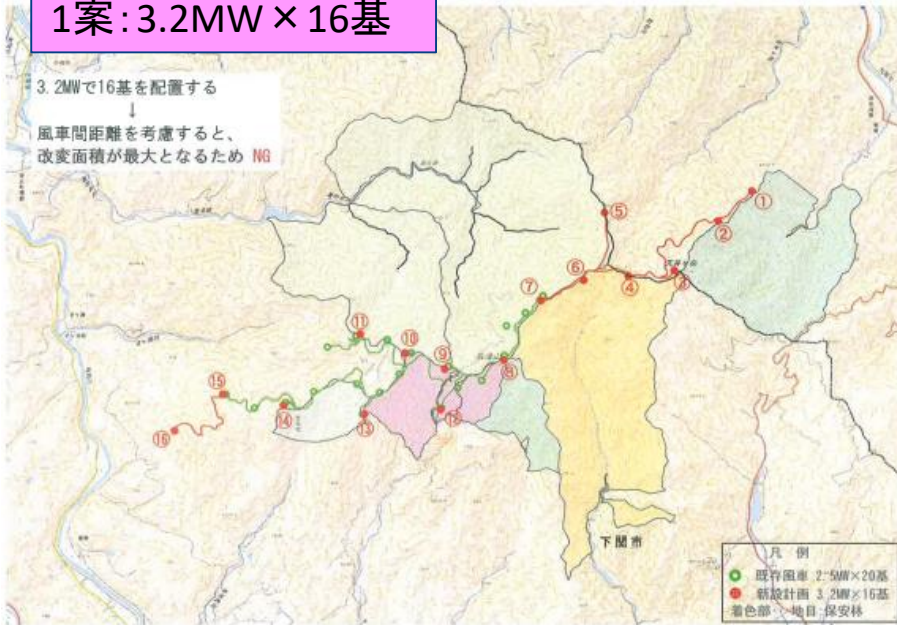 1案:3.2MW×16基
3.2MWで16基を配置する
↓
風車間距離を考慮すると、
改変面積が最大となるため NG
①
②
③
④
⑤
⑥
⑦
⑧
⑨
⑩
⑪
⑫
⑬
⑭
⑮
⑯
下関市
凡 例
既存風車 2.5MW×20基
新設計画 3.2MW×16基
着色部・・地目:保安林